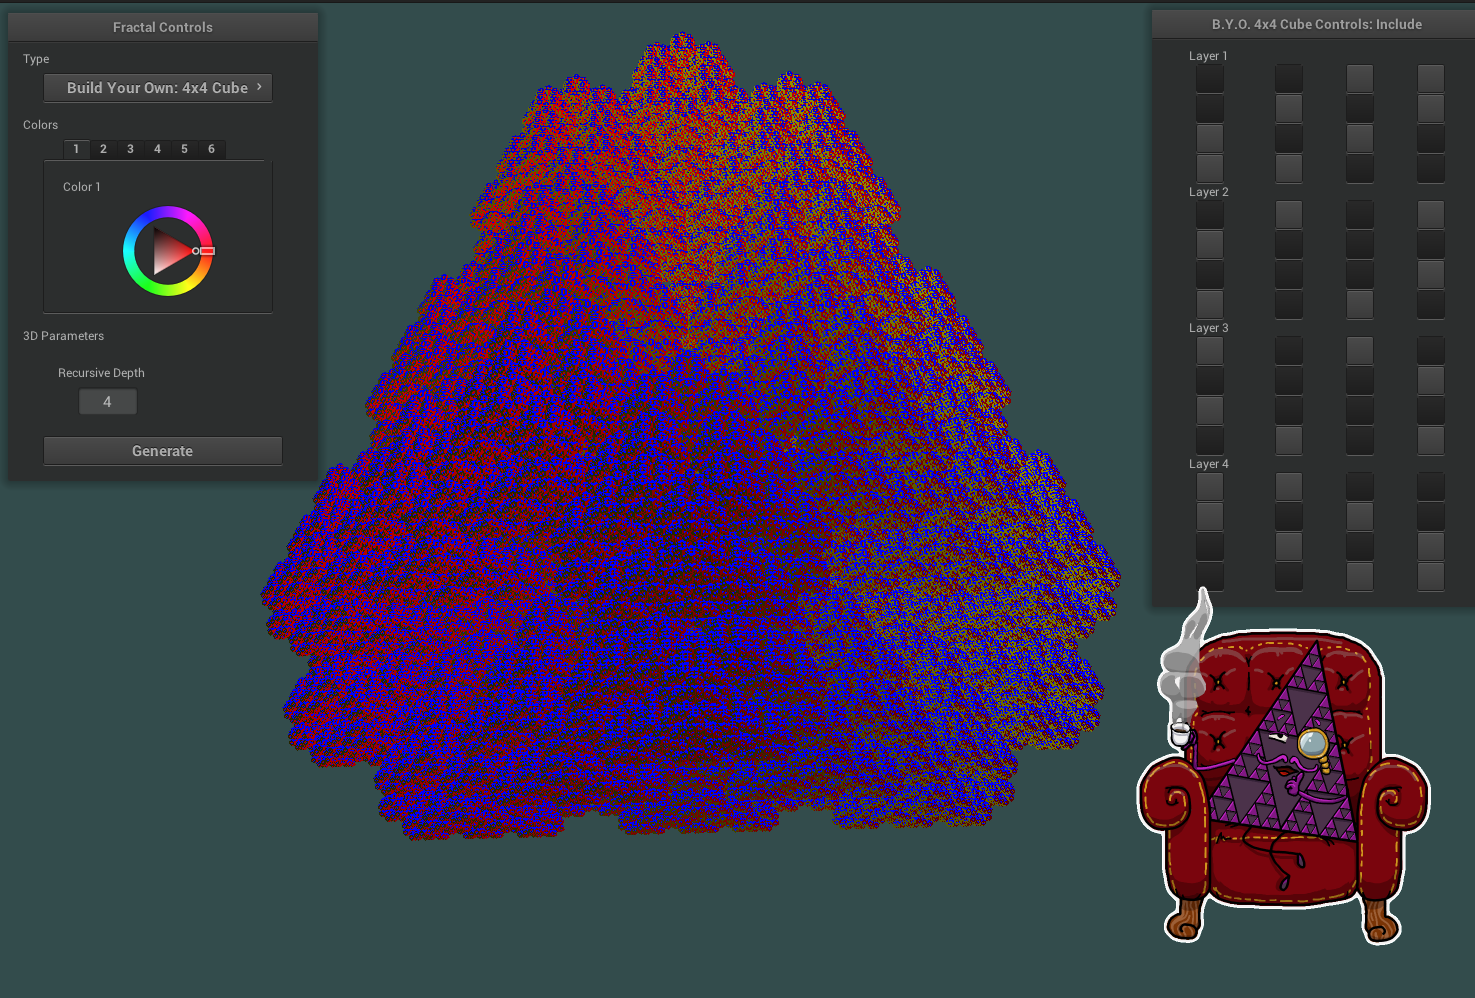 Fractal Controls
Type
Build Your Own: 4x4 Cube
Colors
1 2 3 4 5 6
Color 1
3D Parameters
Recursive Depth
4
Generate
B.Y.O. 4x4 Cube Controls: Include
Layer 1
Layer 2
Layer 3
Layer 4